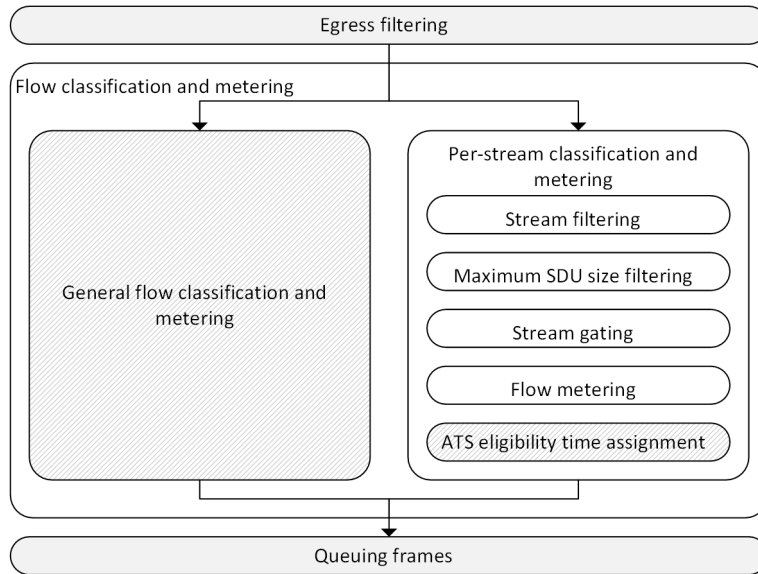 Egress filtering
Flow classification and metering
General flow classification and
metering
Per-stream classification and
metering
Stream filtering
Maximum SDU size filtering
Stream gating
Flow metering
ATS eligibility time assignment
Queuing frames